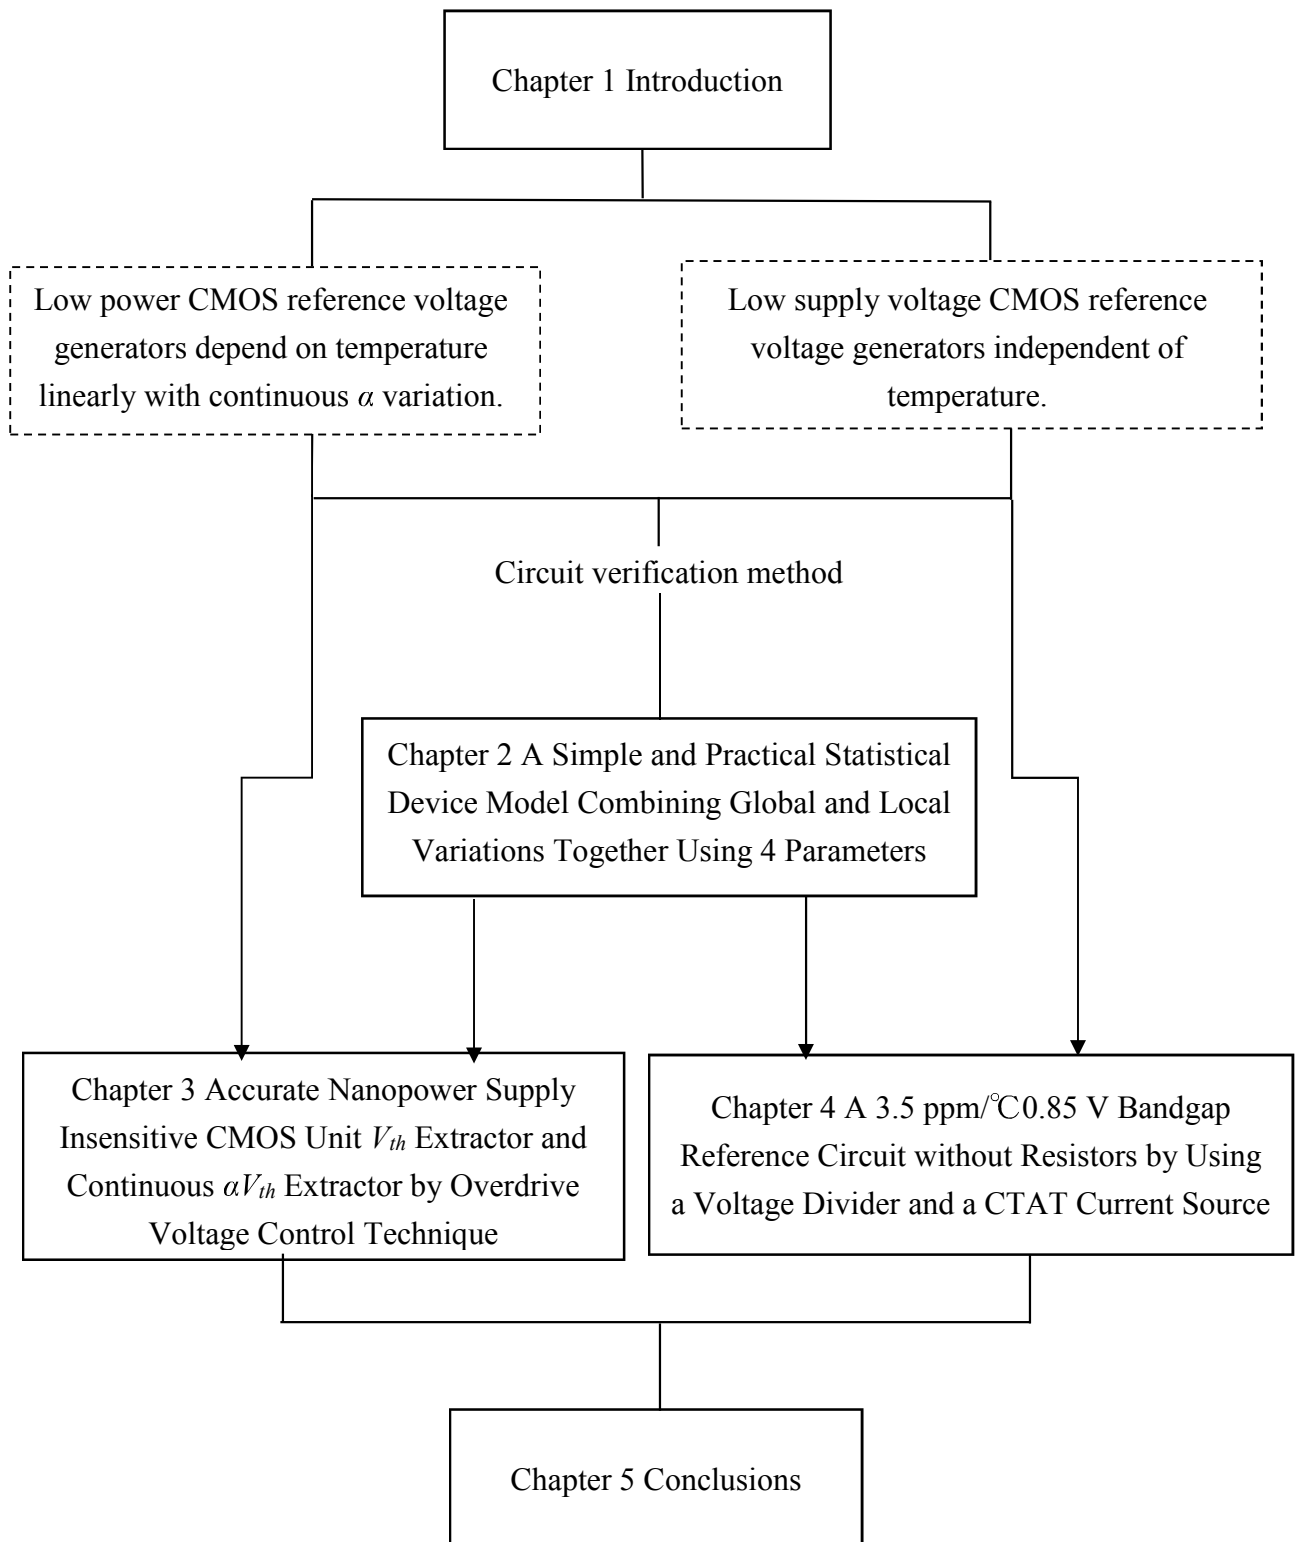 Chapter 1 Introduction
Low power CMOS reference voltage
generators depend on temperature
linearly with continuous α variation.
Low supply voltage CMOS reference
voltage generators independent of
temperature.
Circuit verification method
Chapter 2 A Simple and Practical Statistical
Device Model Combining Global and Local
Variations Together Using 4 Parameters
Chapter 3 Accurate Nanopower Supply
Insensitive CMOS Unit Vth Extractor and
Continuous αVth Extractor by Overdrive
Voltage Control Technique
Chapter 4 A 3.5 ppm/℃0.85 V Bandgap
Reference Circuit without Resistors by Using
a Voltage Divider and a CTAT Current Source
Chapter 5 Conclusions